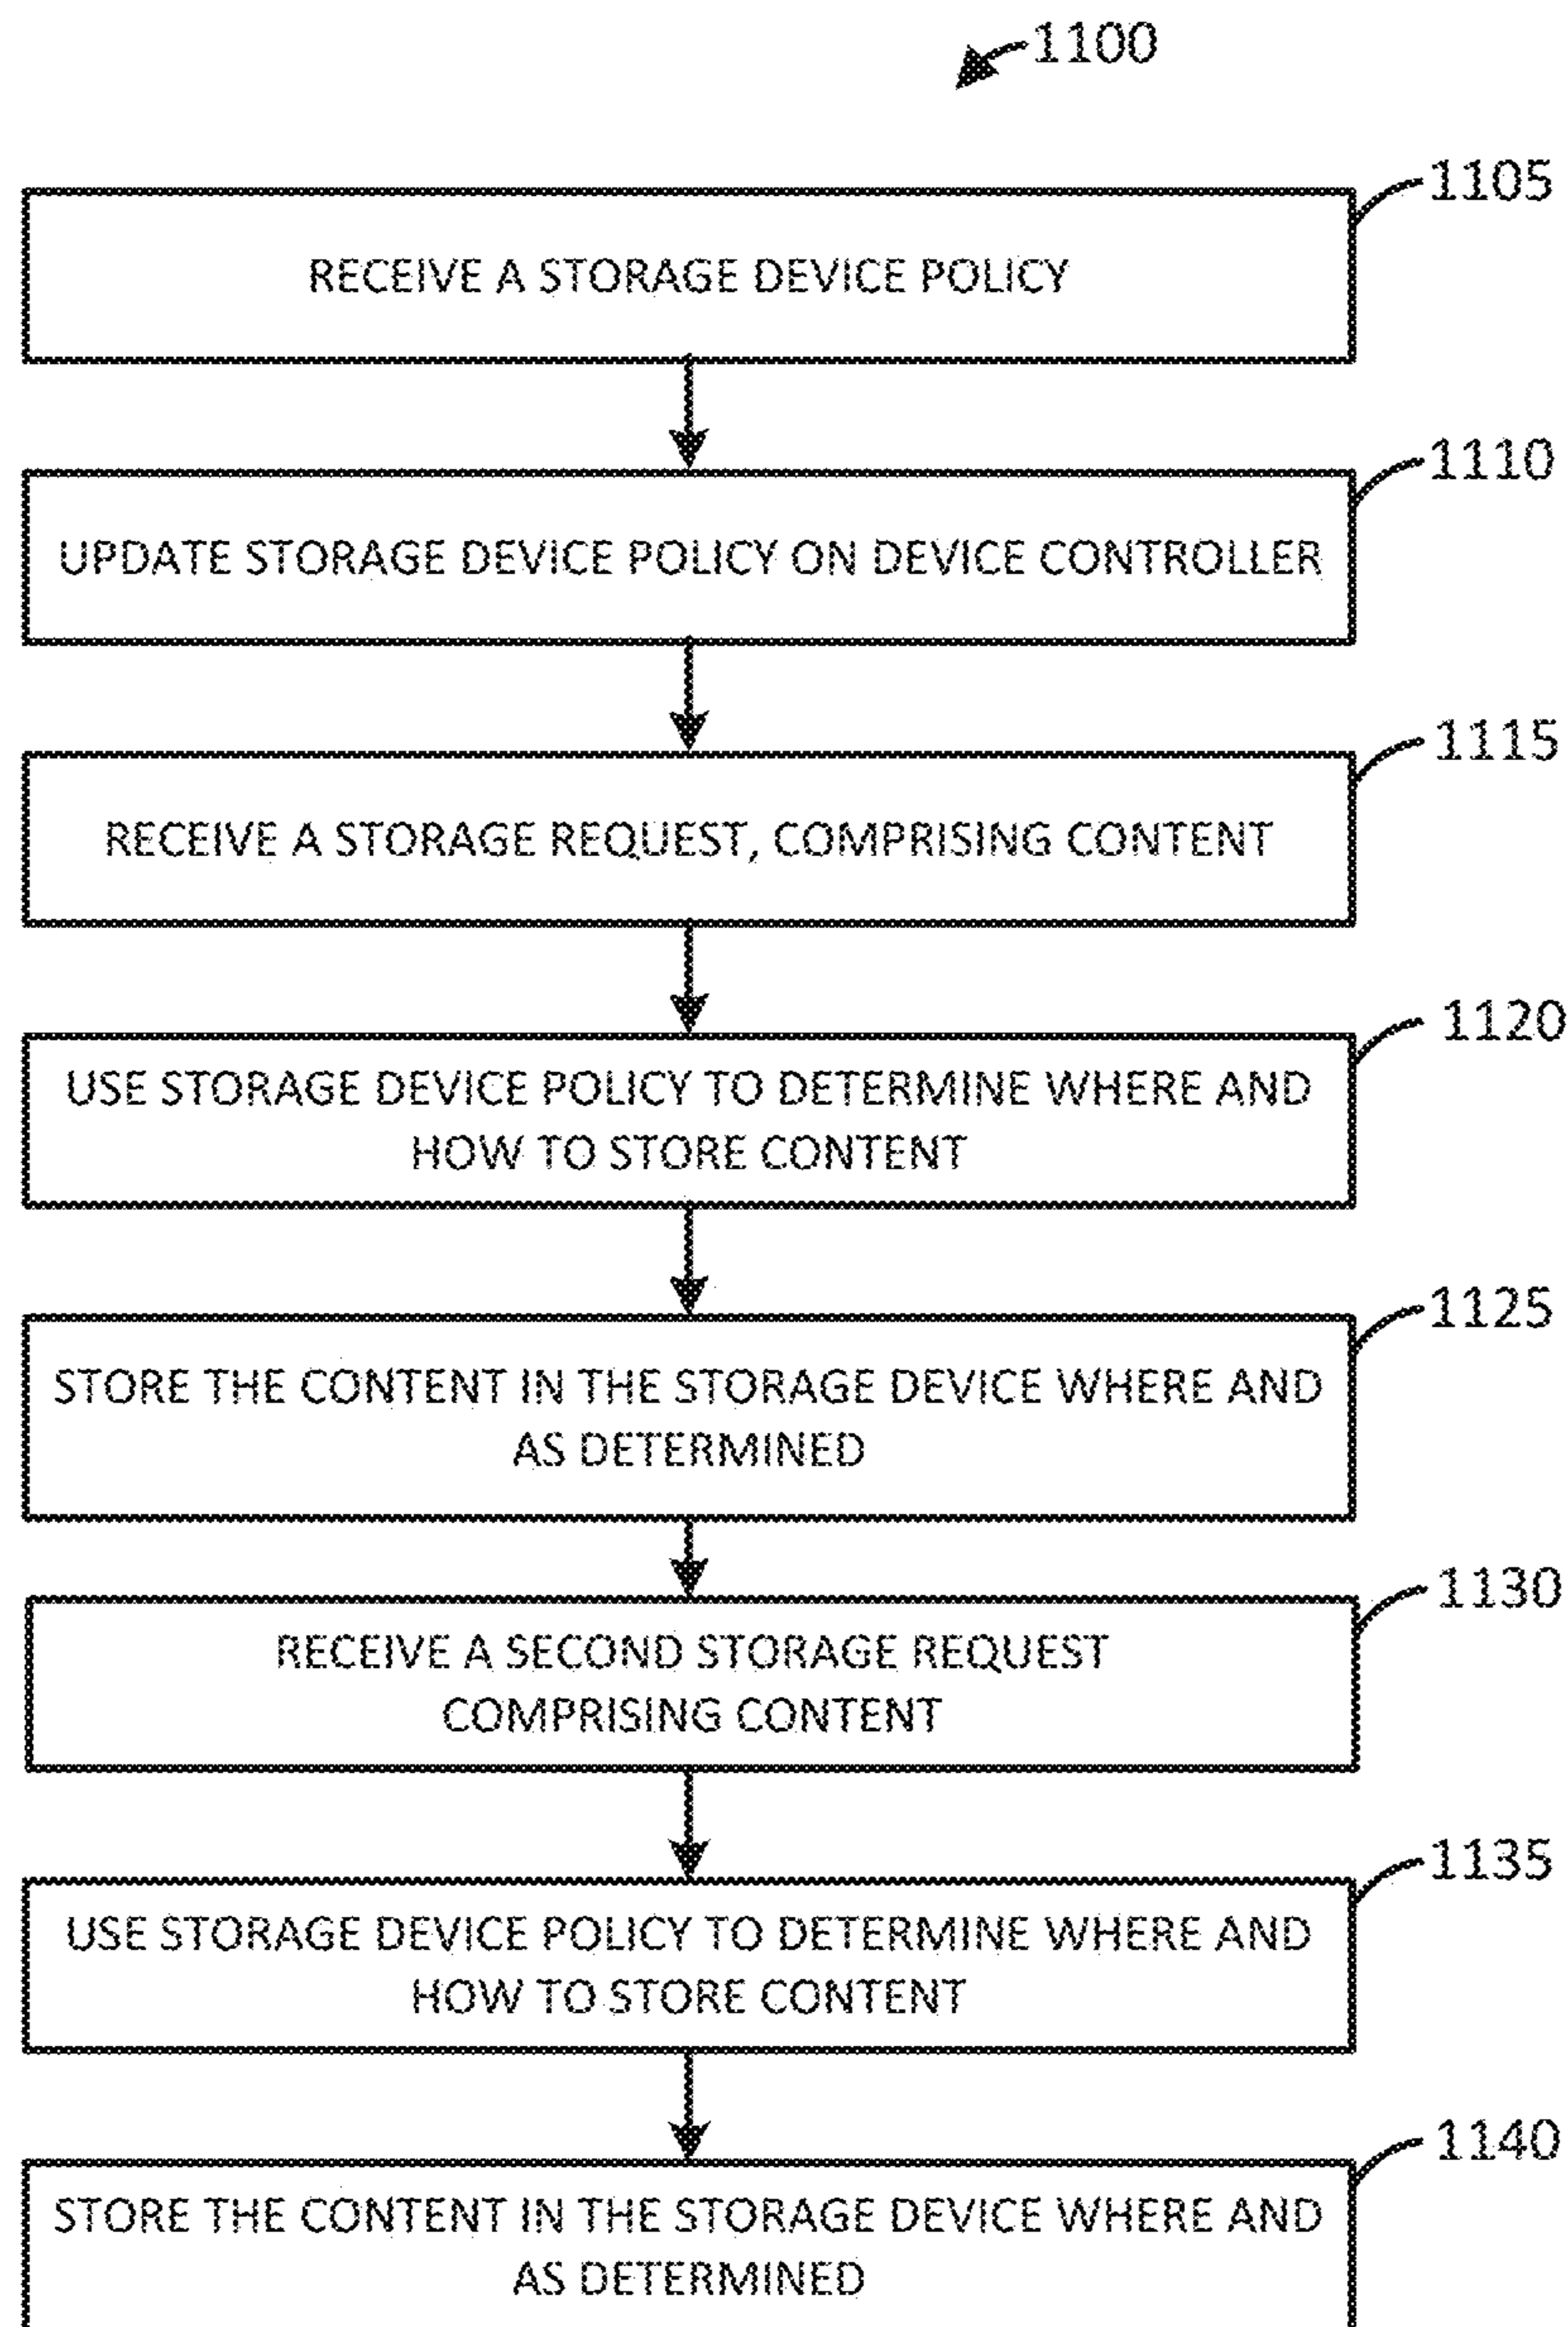 1100
1105
RECEIVE A STORAGE DEVICE POLICY
1110
UPDATE STORAGE DEVICE POLICY ON DEVICE CONTROLLER
1115
RECEIVE A STORAGE REQUEST, COMPRISING CONTENT
1120
USE STORAGE DEVICE POLICY TO DETERMINE WHERE AND
HOW TO STORE CONTENT
1125
STORE THE CONTENT IN THE STORAGE DEVICE WHERE AND
AS DETERMINED
1130
RECEIVE A SECOND STORAGE REQUEST
COMPRISING CONTENT
1135
USE STORAGE DEVICE POLICY TO DETERMINE WHERE AND
HOW TO STORE CONTENT
1140
STORE THE CONTENT IN THE STORAGE DEVICE WHERE AND
AS DETERMINED